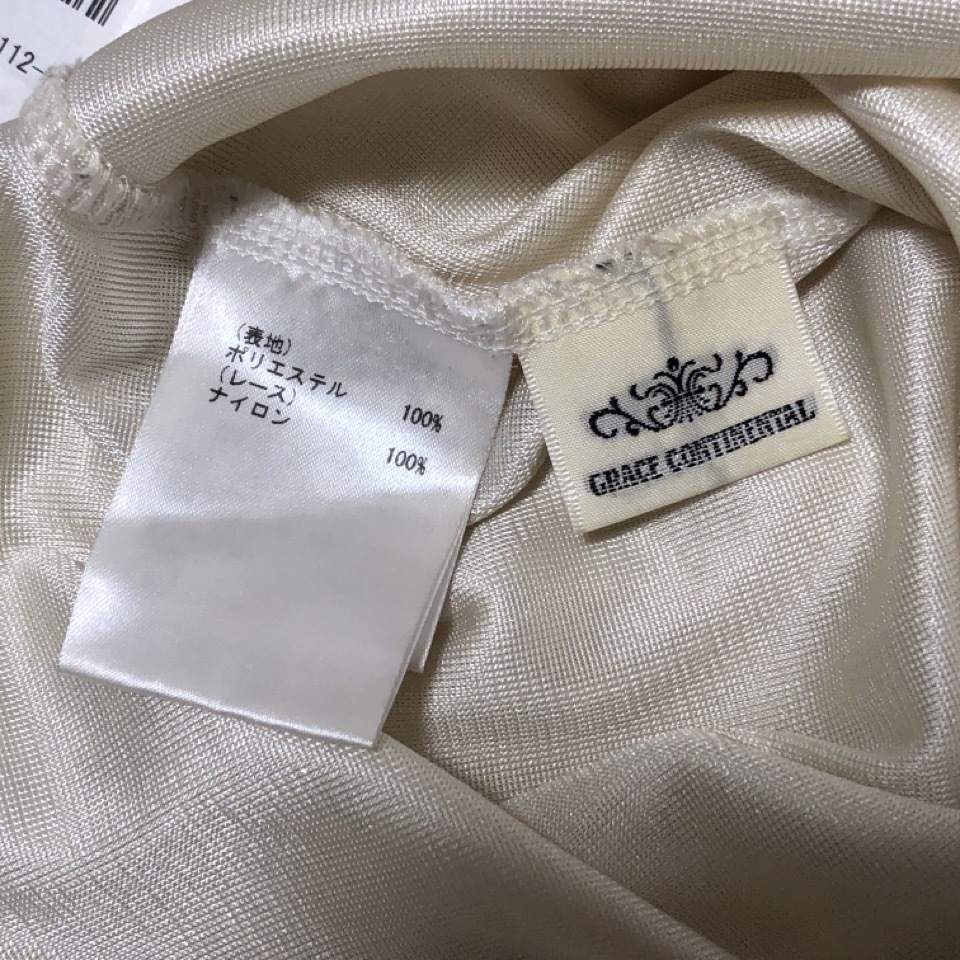 112-
(表地)
ポリエステル 100%
(レース)
ナイロン 100%
GRACE CONTINENTAL